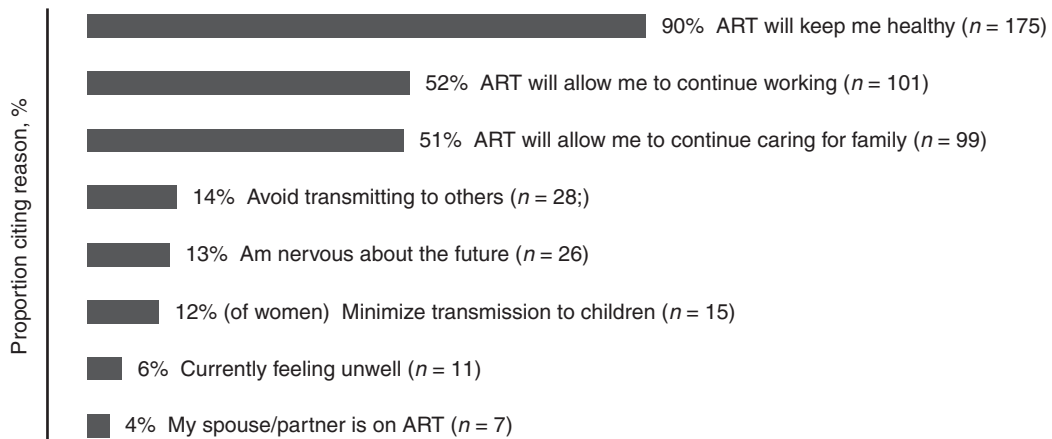 Proportion citing reason, %
90% ART will keep me healthy (n = 175)
52% ART will allow me to continue working (n = 101)
51% ART will allow me to continue caring for family (n = 99)
14% Avoid transmitting to others (n = 28;)
13% Am nervous about the future (n = 26)
12% (of women) Minimize transmission to children (n = 15)
6% Currently feeling unwell (n = 11)
4% My spouse/partner is on ART (n = 7)